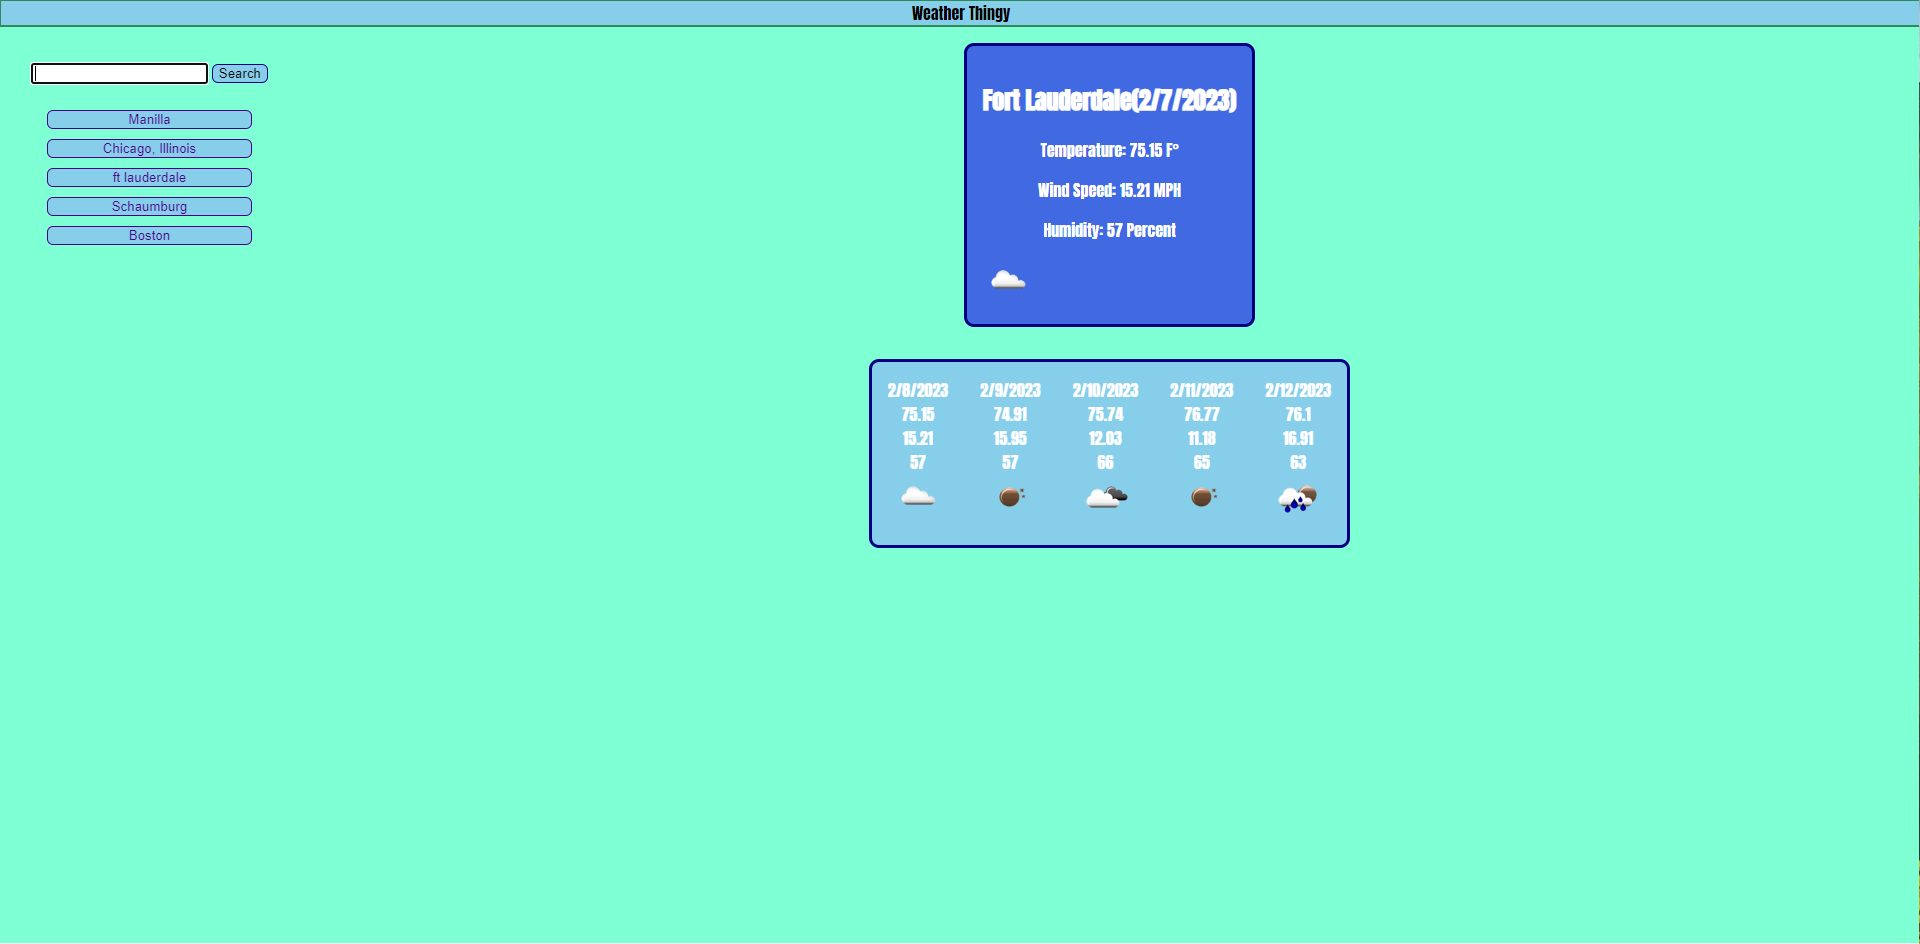 Weather Thingy
Search
Manilla
Chicago, Illinois
ft lauderdale
Schaumburg
Boston
Fort Lauderdale(2/7/2023)
Temperature: 75.15 F°
Wind Speed: 15.21 MPH
Humidity: 57 Percent
2/8/2023 2/9/2023 2/10/2023 2/11/2023 2/12/2023
75.15 74.91 75.74 76.77 76.1
15.21 15.95 12.03 11.18 16.91
57 57 66 65 63